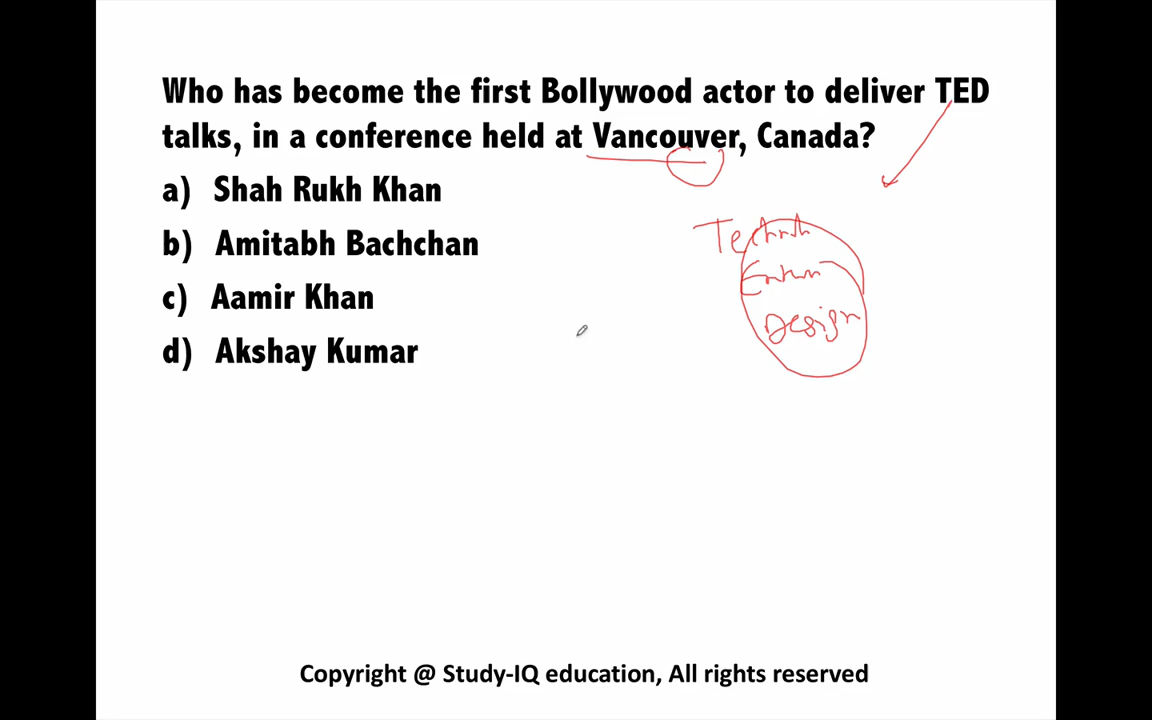 Who has become the first Bollywood actor to deliver TED
talks, in a conference held at Vancouver, Canada?
a) Shah Rukh Khan
b) Amitabh Bachchan
c) Aamir Khan
d) Akshay Kumar
Design
Copyright @ Study-IQ education, All rights reserved